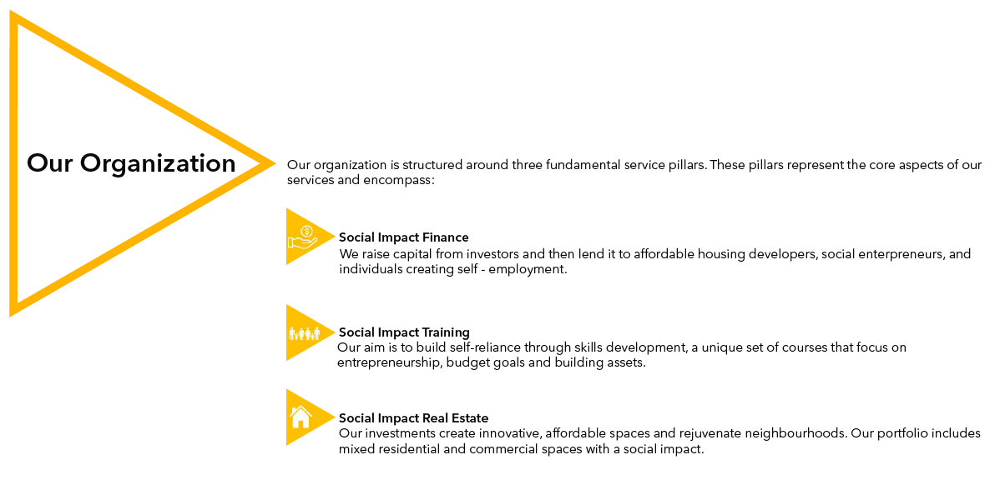 Our Organization
Our organization is structured around three fundamental service pillars. These pillars represent the core aspects of our
services and encompass:
Social Impact Finance
We raise capital from investors and then lend it to affordable housing developers, social enterpreneurs, and
individuals creating self - employment.
Social Impact Training
Our aim is to build self-reliance through skills development, a unique set of courses that focus on
entrepreneurship, budget goals and building assets.
Social Impact Real Estate
Our investments create innovative, affordable spaces and rejuvenate neighbourhoods. Our portfolio includes
mixed residential and commercial spaces with a social impact.